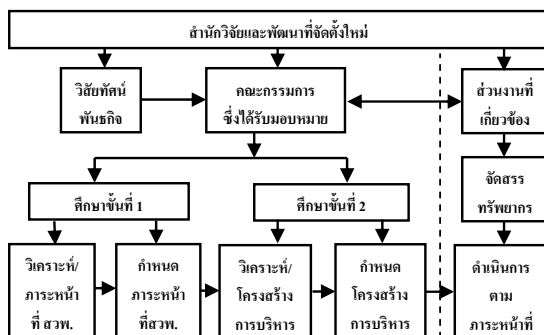 สำนักวิจัยและพัฒนาที่จัดตั้งใหม่
วิสัยทัศน์
พันธกิจ
คณะกรรมการ
ซึ่งได้รับมอบหมาย
ส่วนงานที่
เกี่ยวข้อง
ศึกษาขั้นที่ 1
ศึกษาขั้นที่ 2
จัดสรร
ทรัพยากร
วิเคราะห์/
ภาระหน้า
ที่ สวพ.
กำหนด
ภาระหน้า
ที่สวพ.
วิเคราะห์/
โครงสร้าง
การบริหาร
กำหนด
โครงสร้าง
การบริหาร
ดำเนินการ
ตาม
ภาระหน้าที่